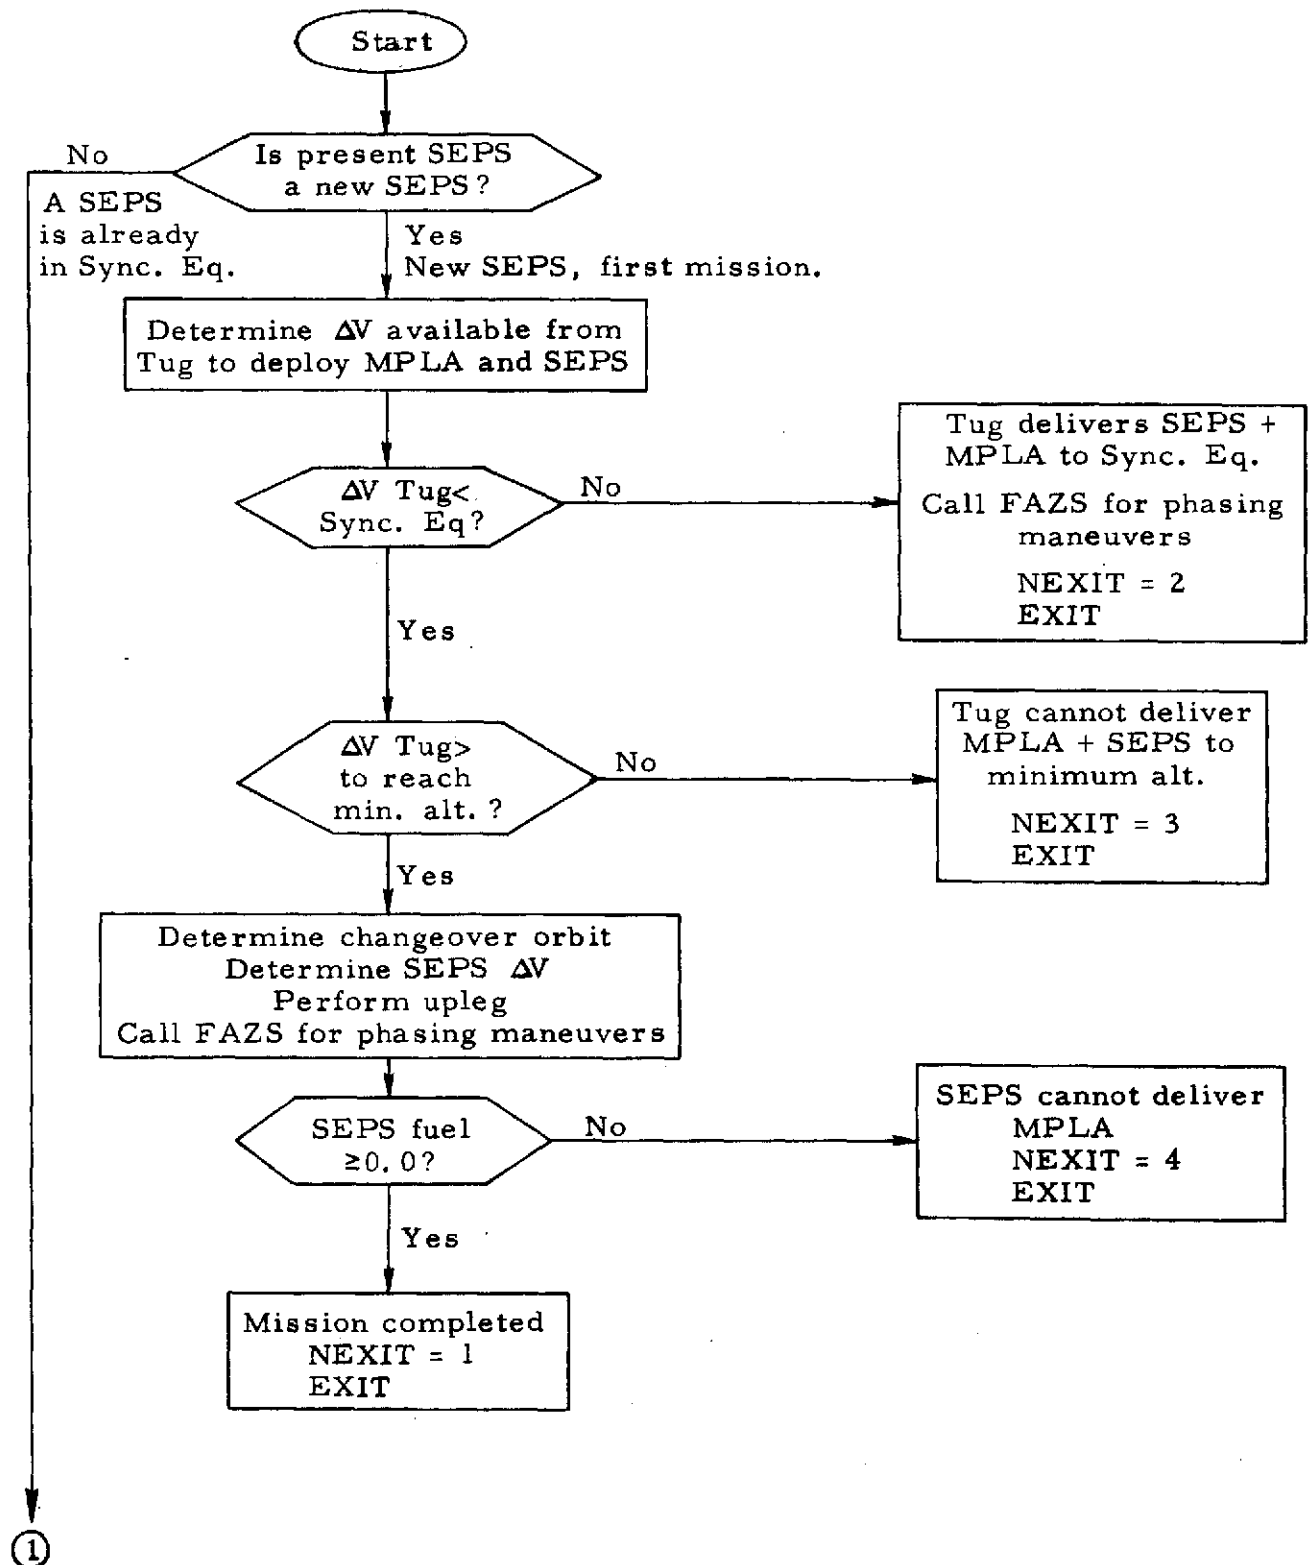 Start
Is present SEPS
a new SEPS?
No
A SEPS
is already
in Sync. Eq.
Yes
New SEPS, first mission.
Determine ΔV available from
Tug to deploy MPLA and SEPS
ΔV Tug<
Sync. Eq?
No
Tug delivers SEPS +
MPLA to Sync. Eq.
Call FAZS for phasing
maneuvers
NEXIT = 2
EXIT
Yes
ΔV Tug>
to reach
min. alt. ?
No
Tug cannot deliver
MPLA + SEPS to
minimum alt.
NEXIT = 3
EXIT
Yes
Determine changeover orbit
Determine SEPS ΔV
Perform upleg
Call FAZS for phasing maneuvers
SEPS fuel
≥0.0?
No
SEPS cannot deliver
MPLA
NEXIT = 4
EXIT
Yes
Mission completed
NEXIT = 1
EXIT
1